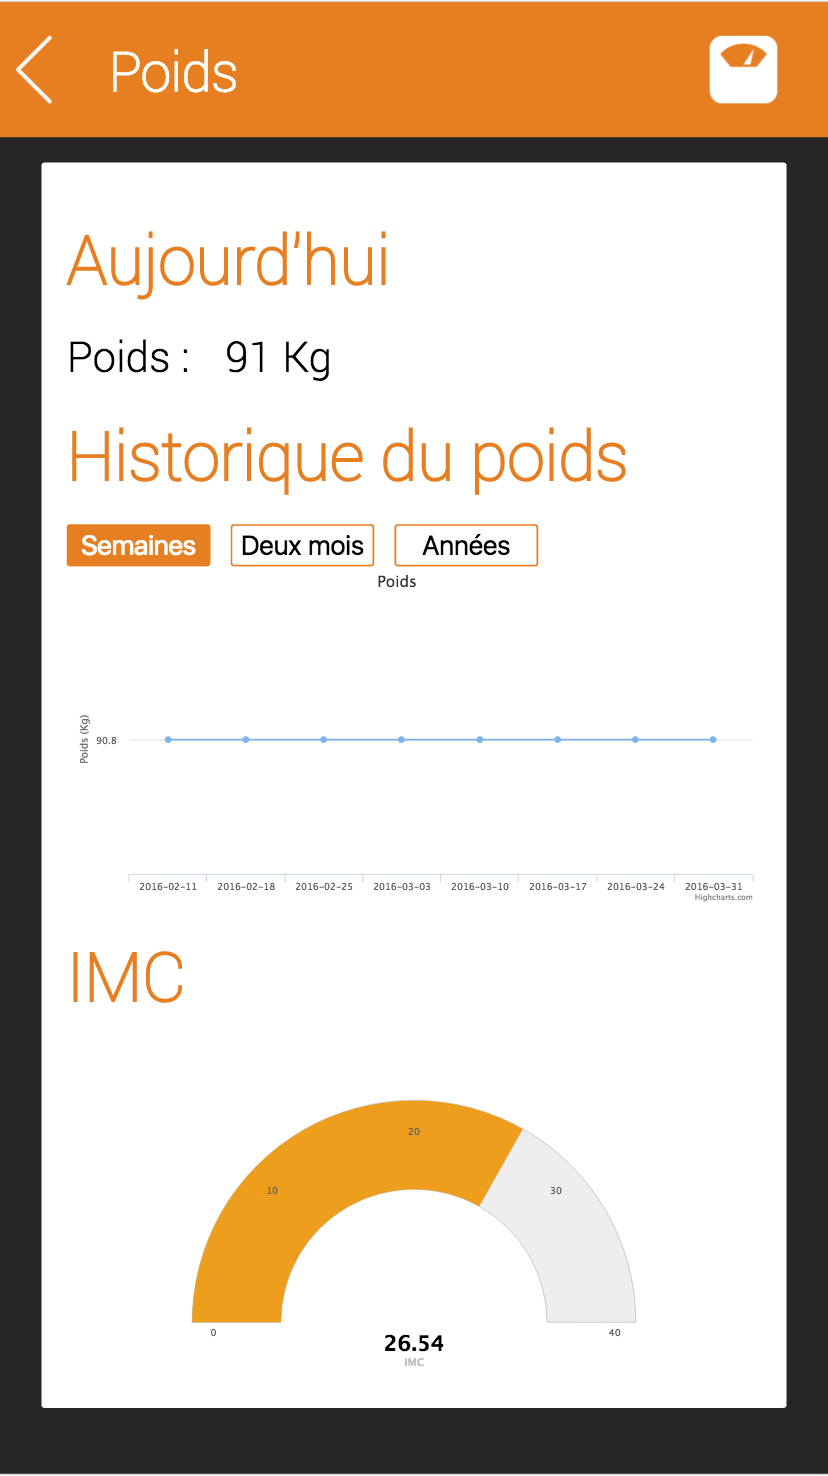 Poids
Aujourd'hui
Poids : 91 Kg
Historique du poids
Semaines Deux mois Années
Poids
Poids (Kg)
90.8
2016-02-11 2016-02-18 2016-02-25 2016-03-03 2016-03-10 2016-03-17 2016-03-24 2016-03-31
Highcharts.com
IMC
20
10 30
0 40
26.54
IMC